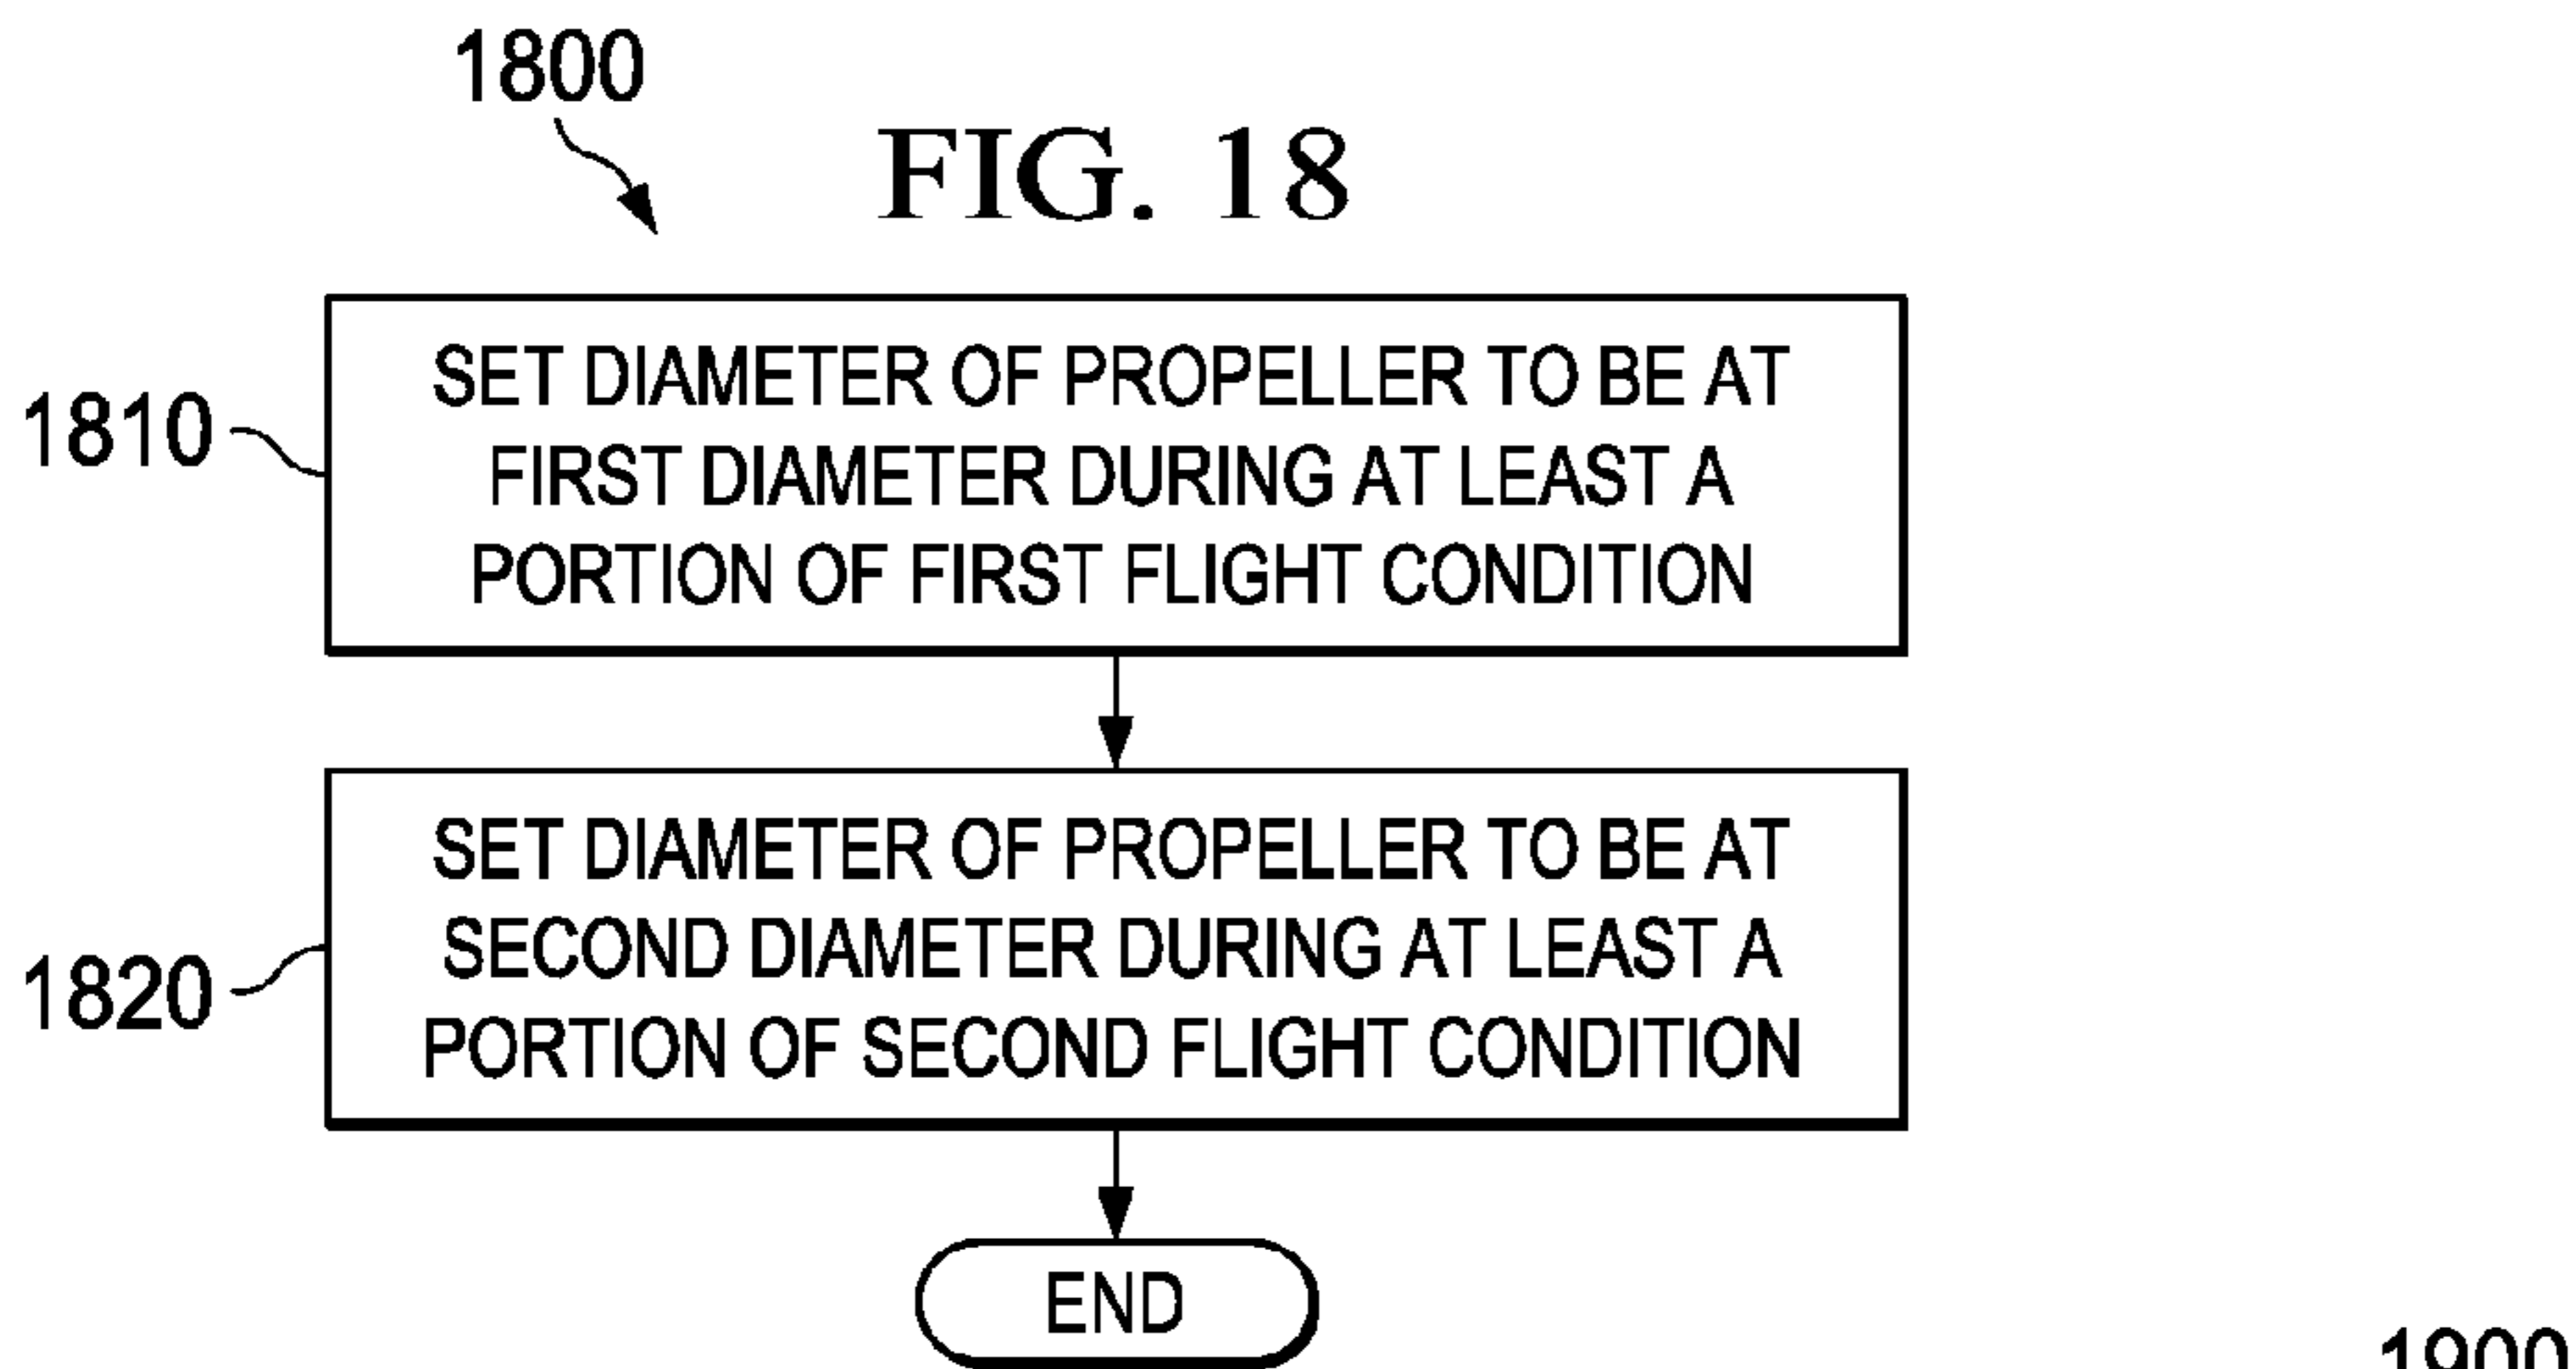 1800
FIG. 18
1810
SET DIAMETER OF PROPELLER TO BE AT
FIRST DIAMETER DURING AT LEAST A
PORTION OF FIRST FLIGHT CONDITION
1820
SET DIAMETER OF PROPELLER TO BE AT
SECOND DIAMETER DURING AT LEAST A
PORTION OF SECOND FLIGHT CONDITION
END
1900